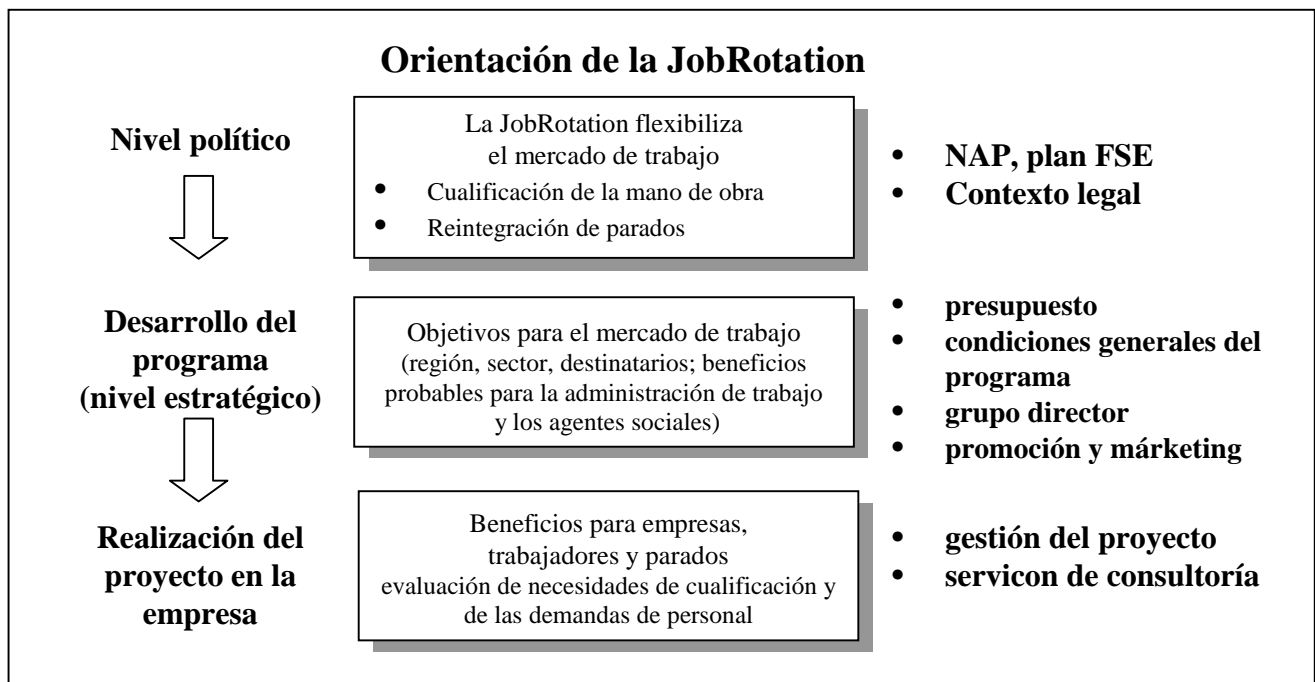 Orientación de la JobRotation
Nivel político
La JobRotation flexibiliza
el mercado de trabajo
• Cualificación de la mano de obra
• Reintegración de parados
• NAP, plan FSE
• Contexto legal
Desarrollo del
programa
(nivel estratégico)
Objetivos para el mercado de trabajo
(región, sector, destinatarios; beneficios
probables para la administración de trabajo
y los agentes sociales)
• presupuesto
• condiciones generales del
programa
• grupo director
• promoción y márketing
Realización del
proyecto en la
empresa
Beneficios para empresas,
trabajadores y parados
evaluación de necesidades de cualificación y
de las demandas de personal
• gestión del proyecto
• servicon de consultoría